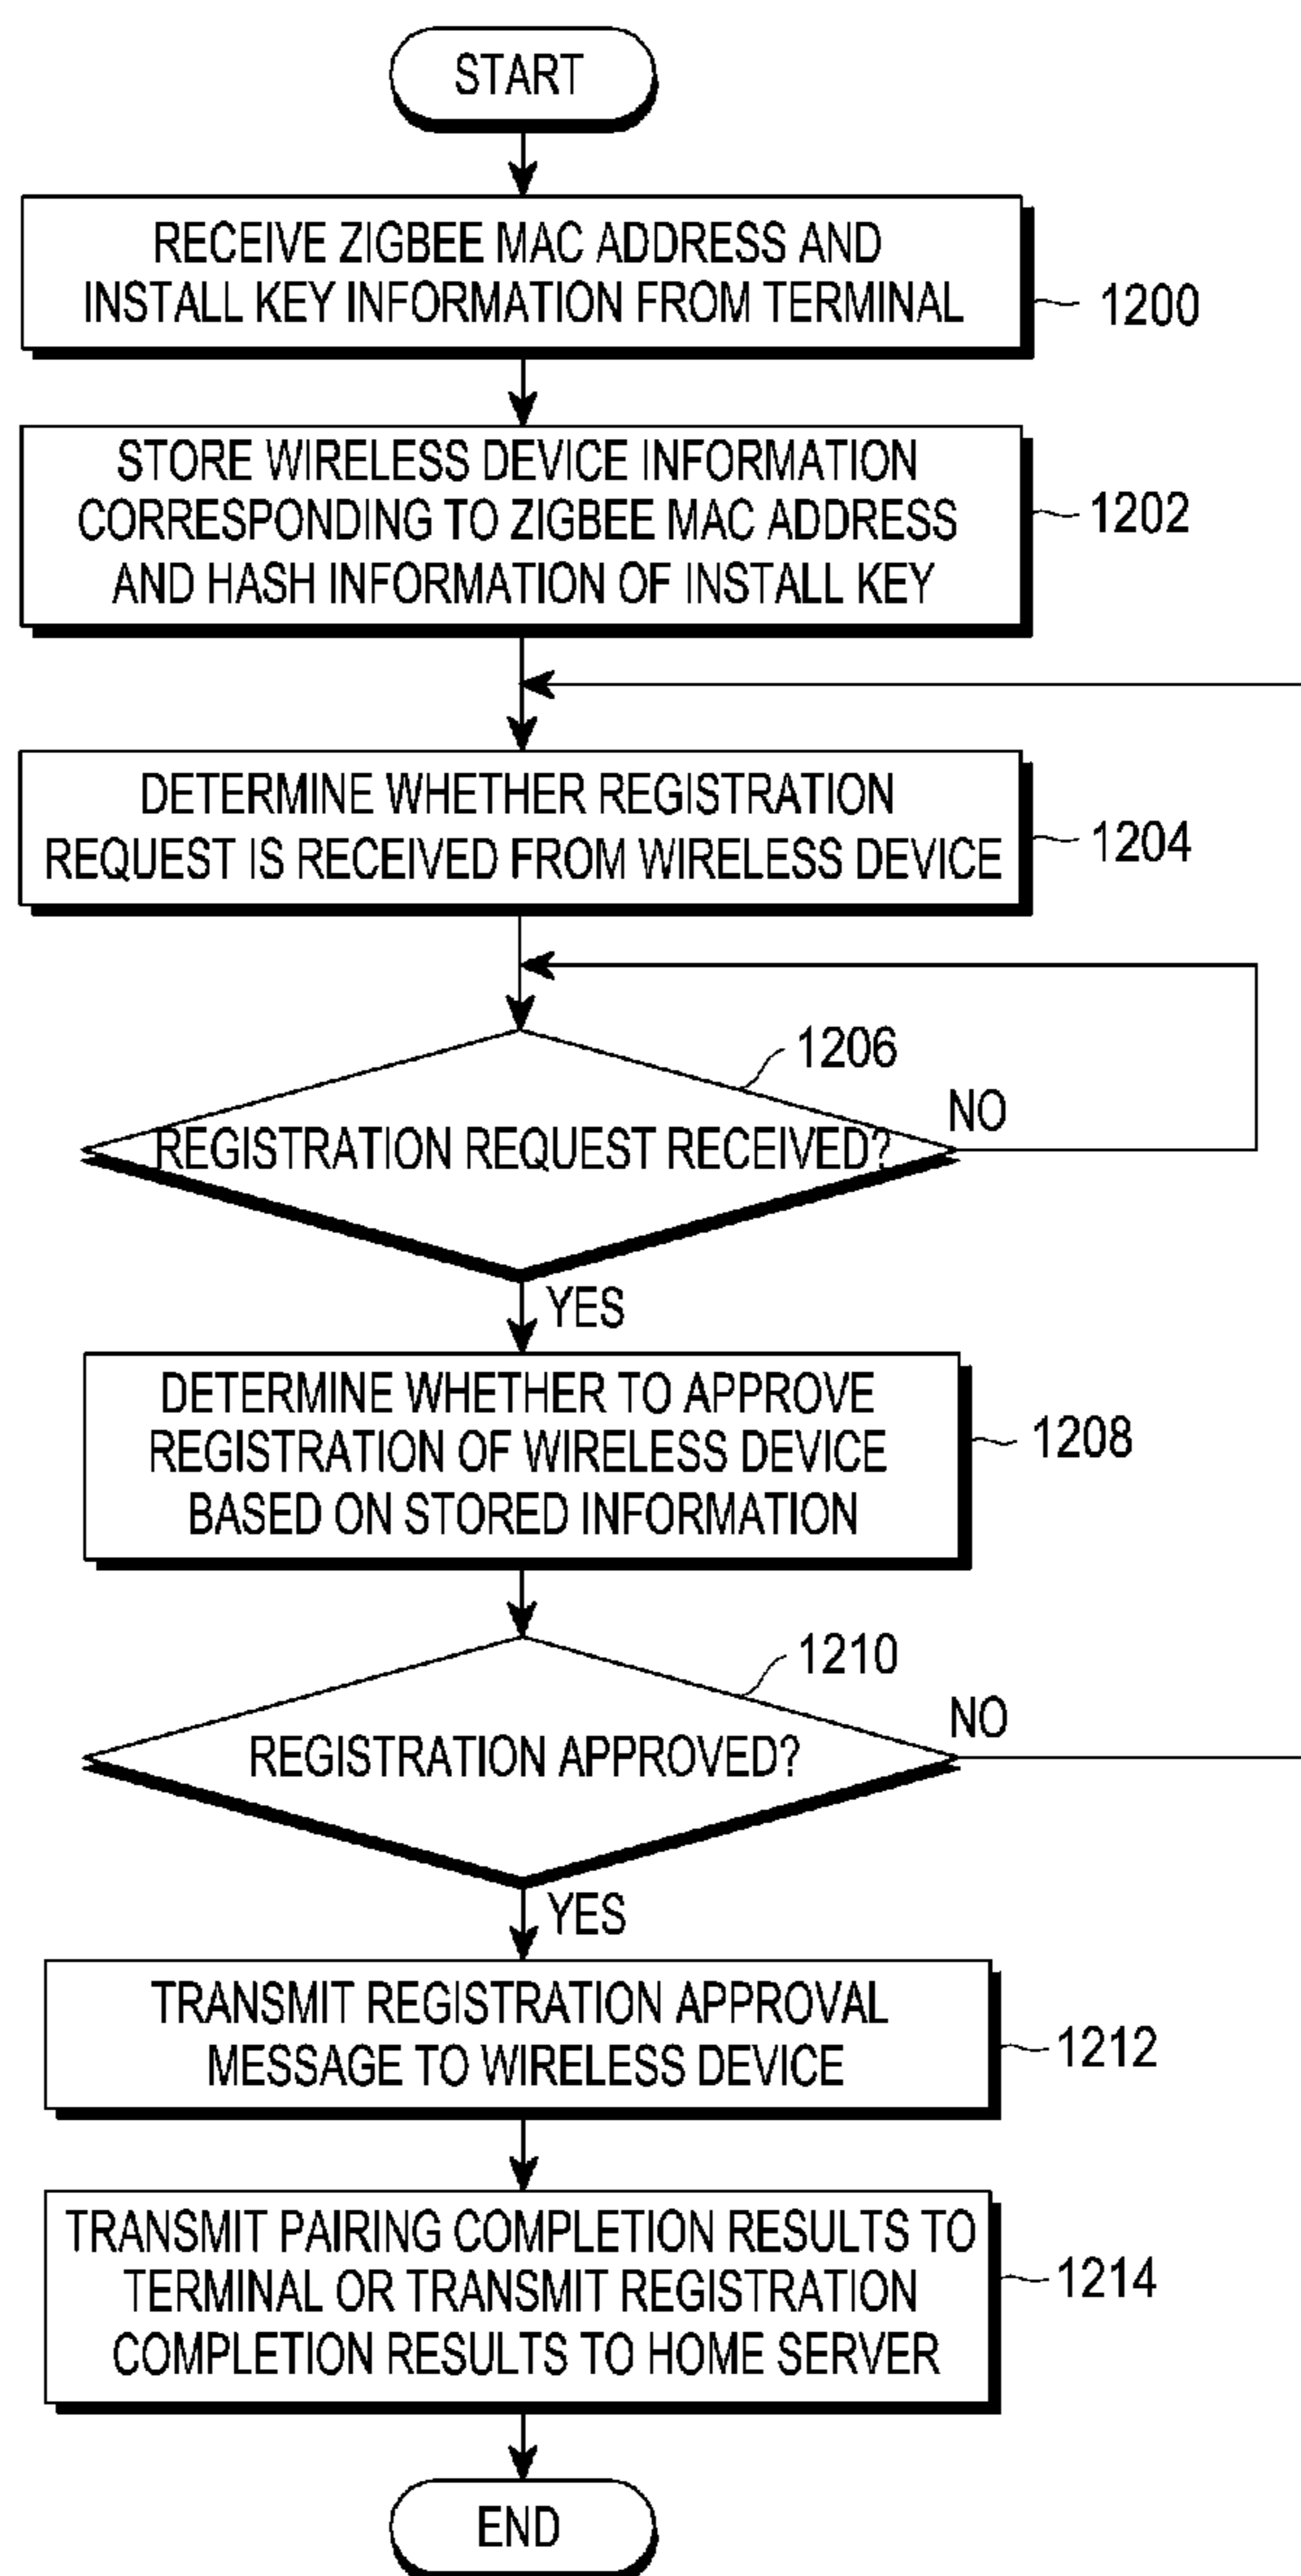 START
RECEIVE ZIGBEE MAC ADDRESS AND
INSTALL KEY INFORMATION FROM TERMINAL
1200
STORE WIRELESS DEVICE INFORMATION
CORRESPONDING TO ZIGBEE MAC ADDRESS
AND HASH INFORMATION OF INSTALL KEY
1202
DETERMINE WHETHER REGISTRATION
REQUEST IS RECEIVED FROM WIRELESS DEVICE
1204
1206
REGISTRATION REQUEST RECEIVED?
NO
YES
DETERMINE WHETHER TO APPROVE
REGISTRATION OF WIRELESS DEVICE
BASED ON STORED INFORMATION
1208
1210
REGISTRATION APPROVED?
NO
YES
TRANSMIT REGISTRATION APPROVAL
MESSAGE TO WIRELESS DEVICE
1212
TRANSMIT PAIRING COMPLETION RESULTS TO
TERMINAL OR TRANSMIT REGISTRATION
COMPLETION RESULTS TO HOME SERVER
1214
END